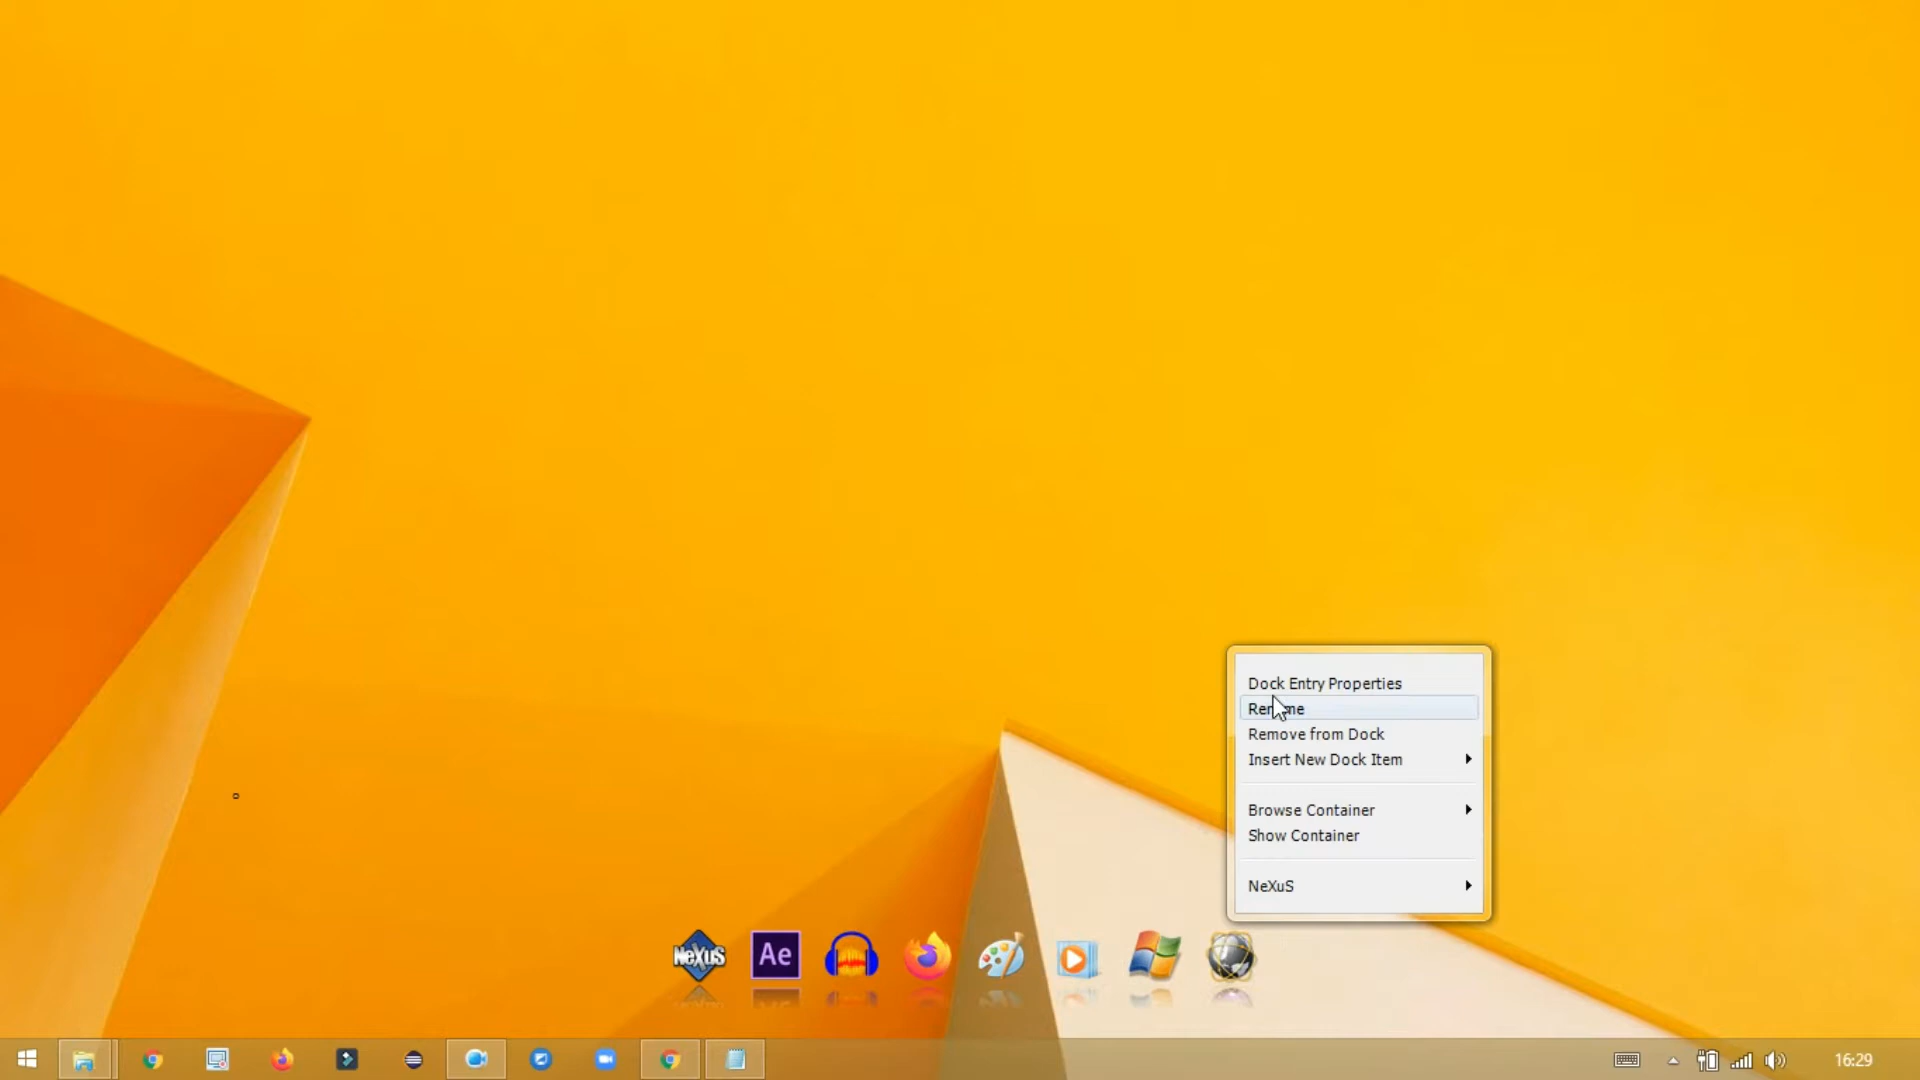 Dock Entry Properties
Rename
Remove from Dock
Insert New Dock Item
Browse Container
Show Container
NeXuS
NeXuS
Ae
16:29